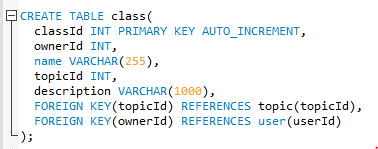 CREATE TABLE class(
classId INT PRIMARY KEY AUTO_INCREMENT,
ownerId INT,
name VARCHAR(255),
topicId INT,
description VARCHAR(1000),
FOREIGN KEY(topicId) REFERENCES topic(topicId),
FOREIGN KEY(ownerId) REFERENCES user(userId)
);